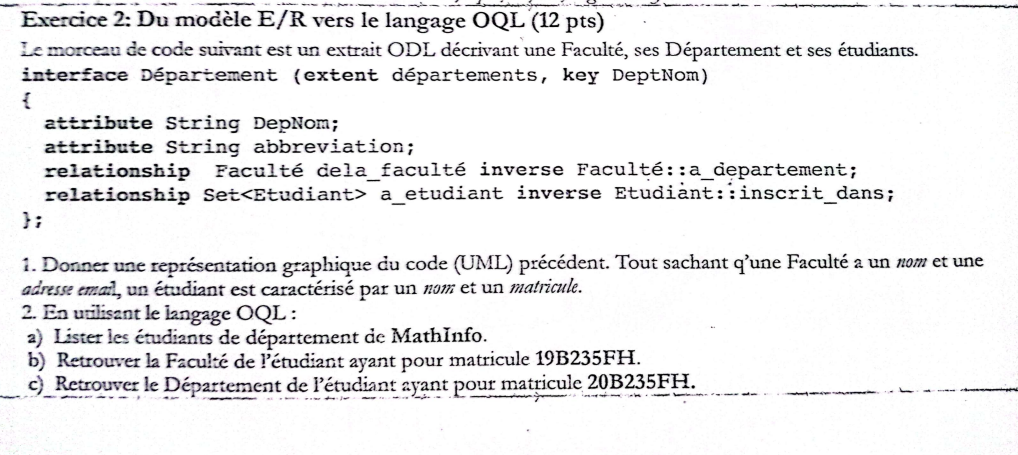 Exercice 2: Du modèle E/R vers le langage OQL (12 pts)
Le morceau de code suivant est un extrait ODL décrivant une Faculté, ses Département et ses étudiants.
interface Département (extent départements, key DeptNom)
{
attribute String DepNom;
attribute String abbreviation;
relationship Faculté dela_faculté inverse Faculté::a_departement;
relationship Set<Etudiant> a_etudiant inverse Etudiant::inscrit_dans;
};
1. Donner une représentation graphique du code (UML) précédent. Tout sachant q'une Faculté a un nom et une
adresse email, un étudiant est caractérisé par un nom et un matricule.
2. En utilisant le langage OQL :
a) Lister les étudiants de département de MathInfo.
b) Retrouver la Faculté de l'étudiant ayant pour matricule 19B235FH.
c) Retrouver le Département de l'étudiant ayant pour matricule 20B235FH.